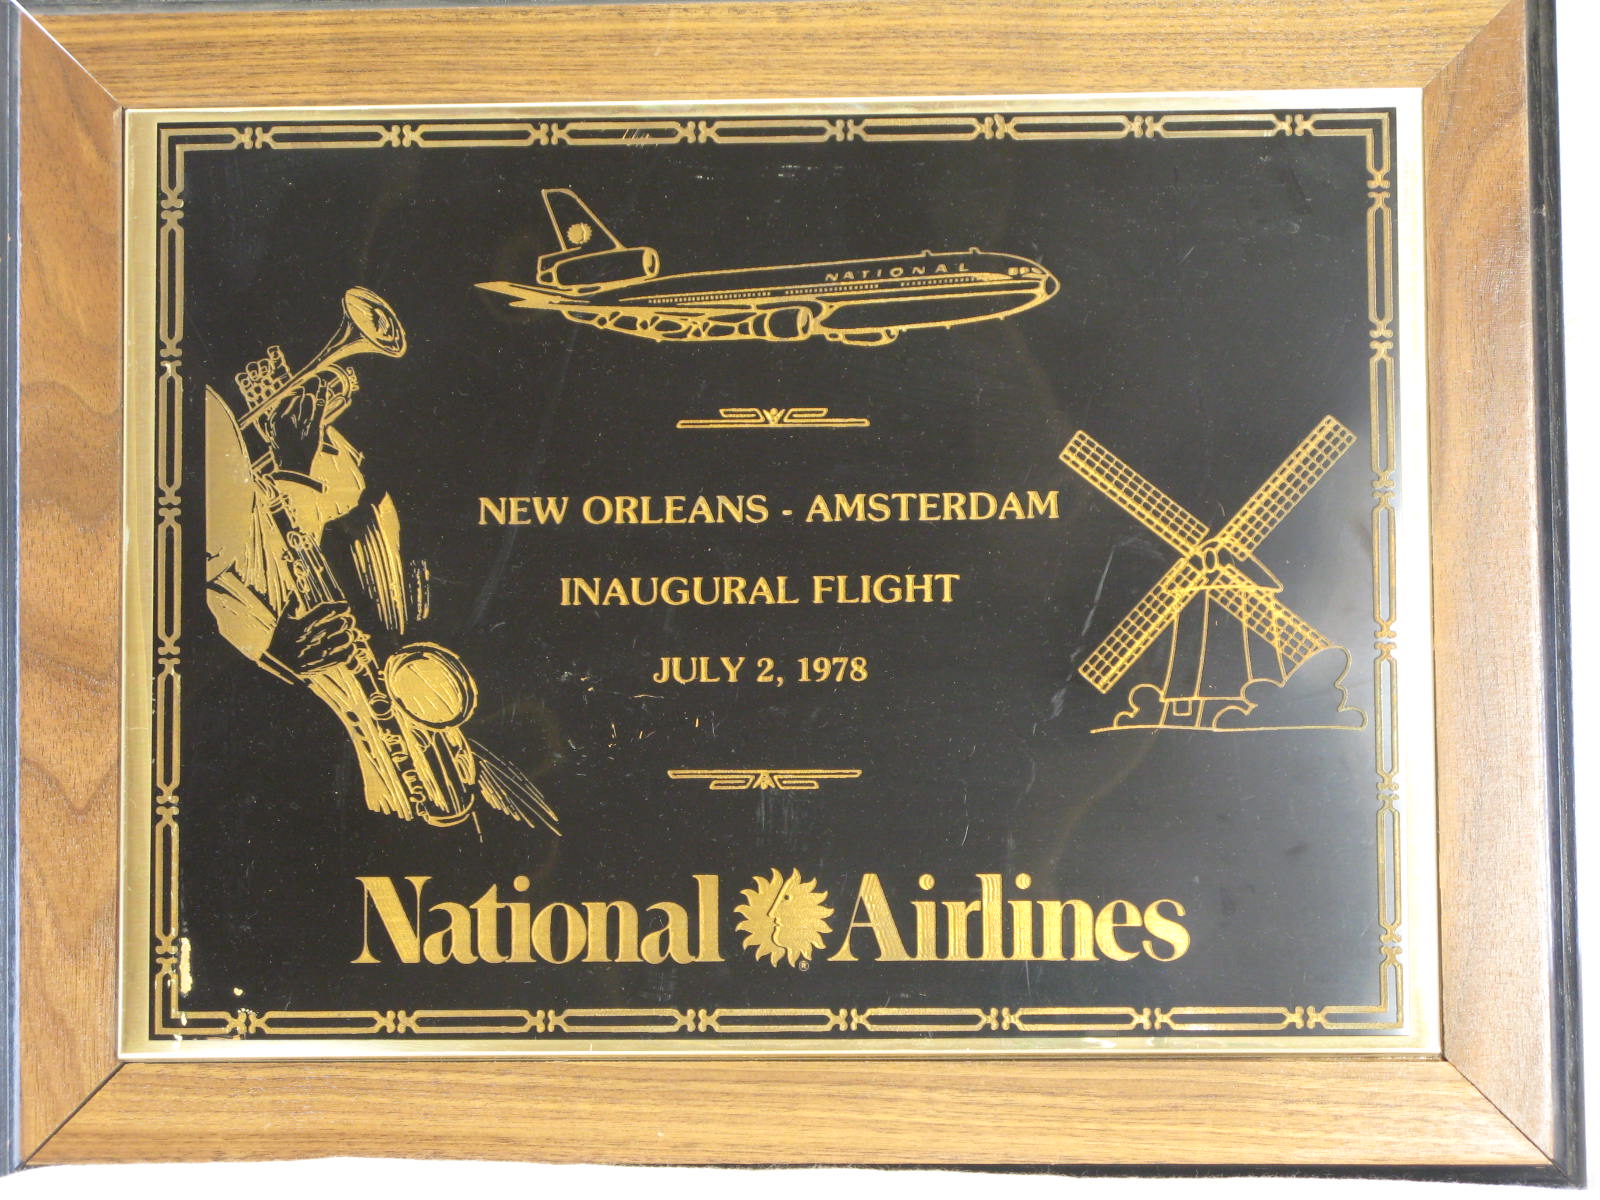 NATIONAL
NEW ORLEANS - AMSTERDAM
INAUGURAL FLIGHT
JULY 2, 1978
National Airlines
®